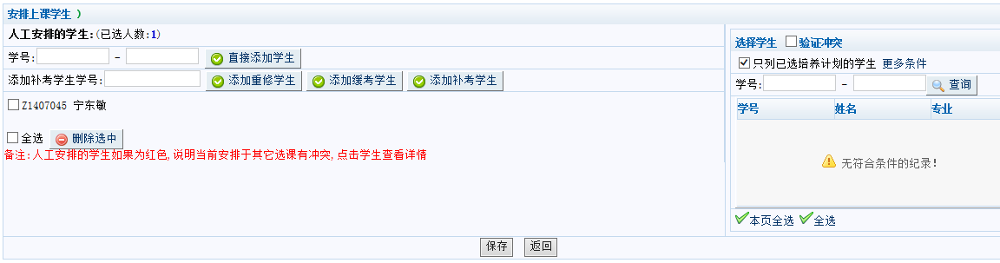 安排上课学生 )
人工安排的学生:(已选人数:1)
学号: - 直接添加学生
添加补考学生学号: 添加重修学生 添加缓考学生 添加补考学生
Z1407045 宁东敏
全选 删除选中
备注:人工安排的学生如果为红色,说明当前安排于其它选课有冲突,点击学生查看详情
选择学生 验证冲突
只列已选培养计划的学生 更多条件
学号: - 查询
学号 姓名 专业
无符合条件的纪录!
本页全选 全选
保存 返回